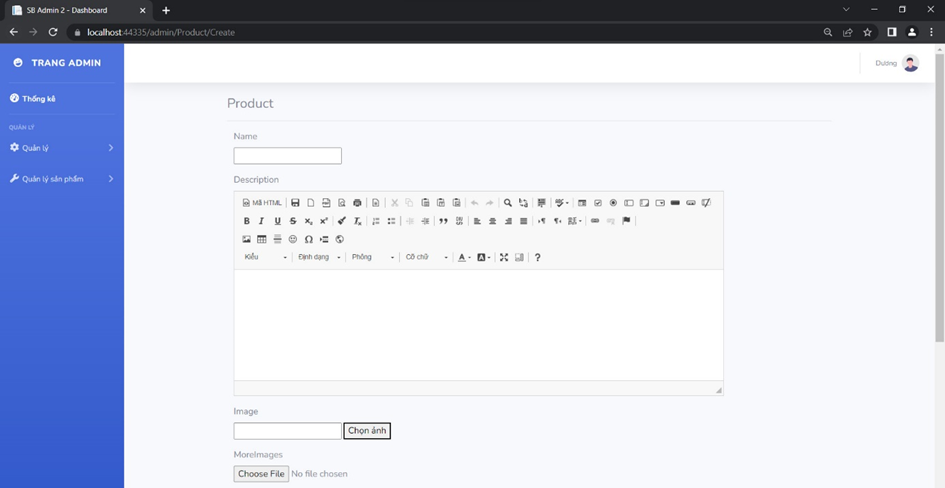 SB Admin 2 - Dashboard
localhost:44335/admin/Product/Create
TRANG ADMIN
Dương
Thống kê
QUẢN LÝ
Quản lý
Quản lý sản phẩm
Product
Name
Description
Mã HTML
Kiểu Định dạng Phông Cỡ chữ
Image
Chọn ảnh
MoreImages
Choose File No file chosen